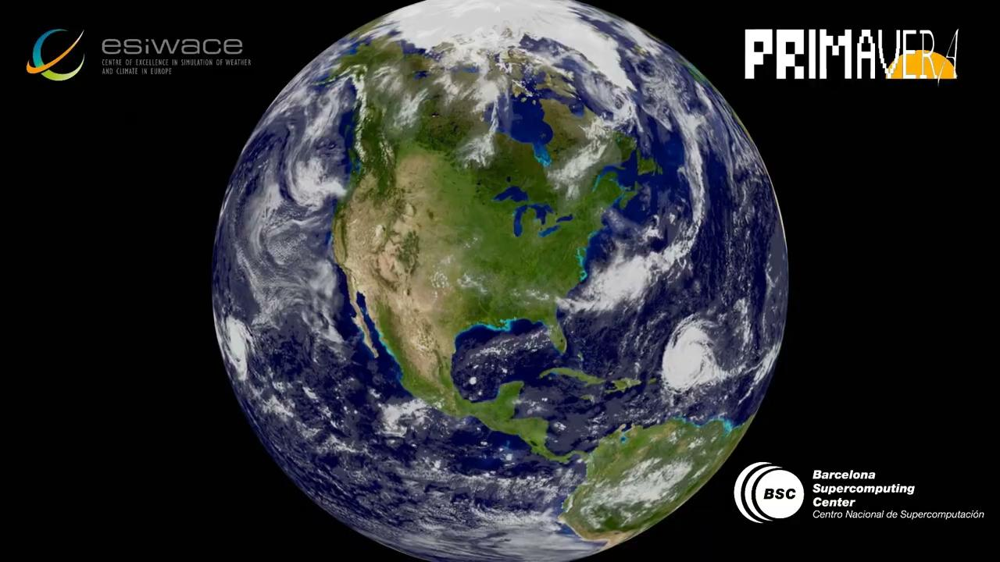 esiwace
CENTRE OF EXCELLENCE IN SIMULATION OF WEATHER
AND CLIMATE IN EUROPE
PRIMAVERA
BSC
Barcelona
Supercomputing
Center
Centro Nacional de Supercomputación